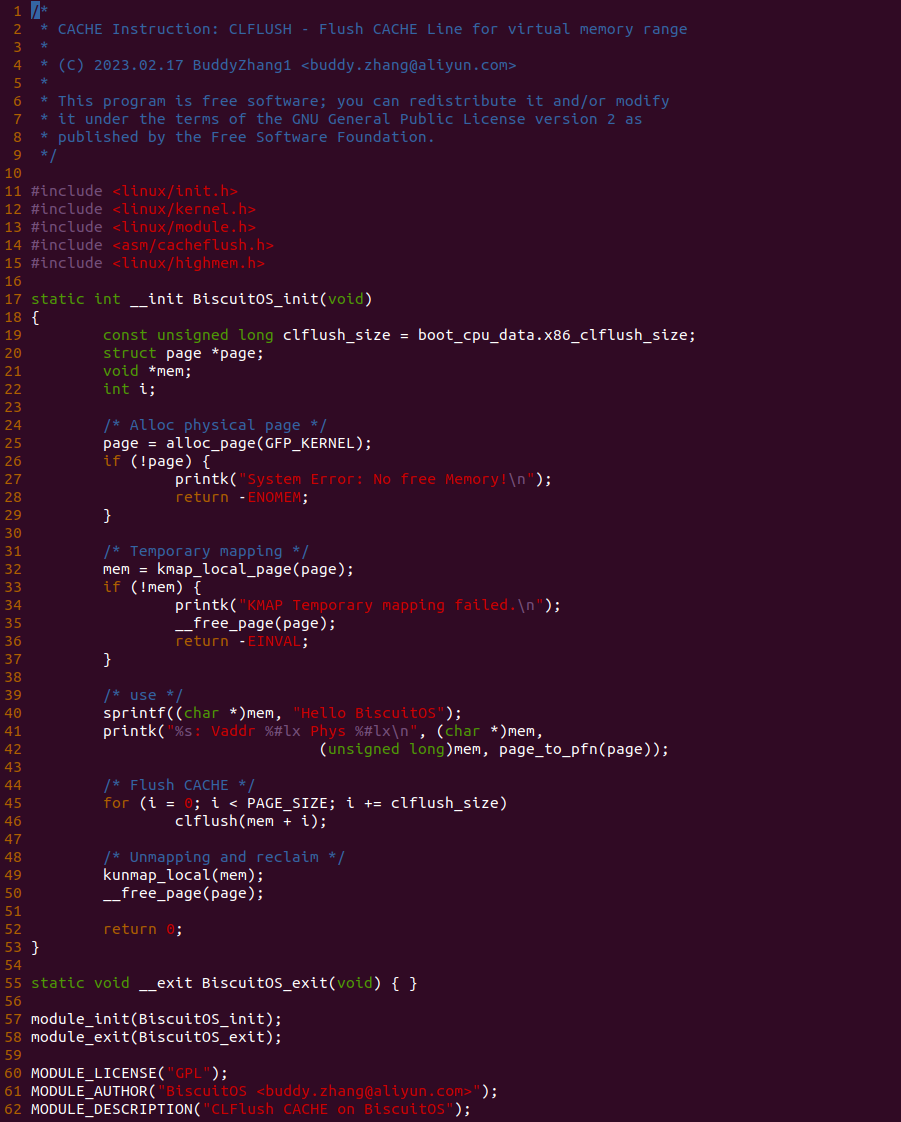 1 /*
2  * CACHE Instruction: CLFLUSH - Flush CACHE Line for virtual memory range
3  *
4  * (C) 2023.02.17 BuddyZhang1 <buddy.zhang@aliyun.com>
5  *
6  * This program is free software; you can redistribute it and/or modify
7  * it under the terms of the GNU General Public License version 2 as
8  * published by the Free Software Foundation.
9  */
10
11 #include <linux/init.h>
12 #include <linux/kernel.h>
13 #include <linux/module.h>
14 #include <asm/cacheflush.h>
15 #include <linux/highmem.h>
16
17 static int __init BiscuitOS_init(void)
18 {
19         const unsigned long clflush_size = boot_cpu_data.x86_clflush_size;
20         struct page *page;
21         void *mem;
22         int i;
23
24         /* Alloc physical page */
25         page = alloc_page(GFP_KERNEL);
26         if (!page) {
27                 printk("System Error: No free Memory!\n");
28                 return -ENOMEM;
29         }
30
31         /* Temporary mapping */
32         mem = kmap_local_page(page);
33         if (!mem) {
34                 printk("KMAP Temporary mapping failed.\n");
35                 __free_page(page);
36                 return -EINVAL;
37         }
38
39         /* use */
40         sprintf((char *)mem, "Hello BiscuitOS");
41         printk("%s: Vaddr %#lx Phys %#lx\n", (char *)mem,
42                                 (unsigned long)mem, page_to_pfn(page));
43
44         /* Flush CACHE */
45         for (i = 0; i < PAGE_SIZE; i += clflush_size)
46                 clflush(mem + i);
47
48         /* Unmapping and reclaim */
49         kunmap_local(mem);
50         __free_page(page);
51
52         return 0;
53 }
54
55 static void __exit BiscuitOS_exit(void) { }
56
57 module_init(BiscuitOS_init);
58 module_exit(BiscuitOS_exit);
59
60 MODULE_LICENSE("GPL");
61 MODULE_AUTHOR("BiscuitOS <buddy.zhang@aliyun.com>");
62 MODULE_DESCRIPTION("CLFlush CACHE on BiscuitOS");